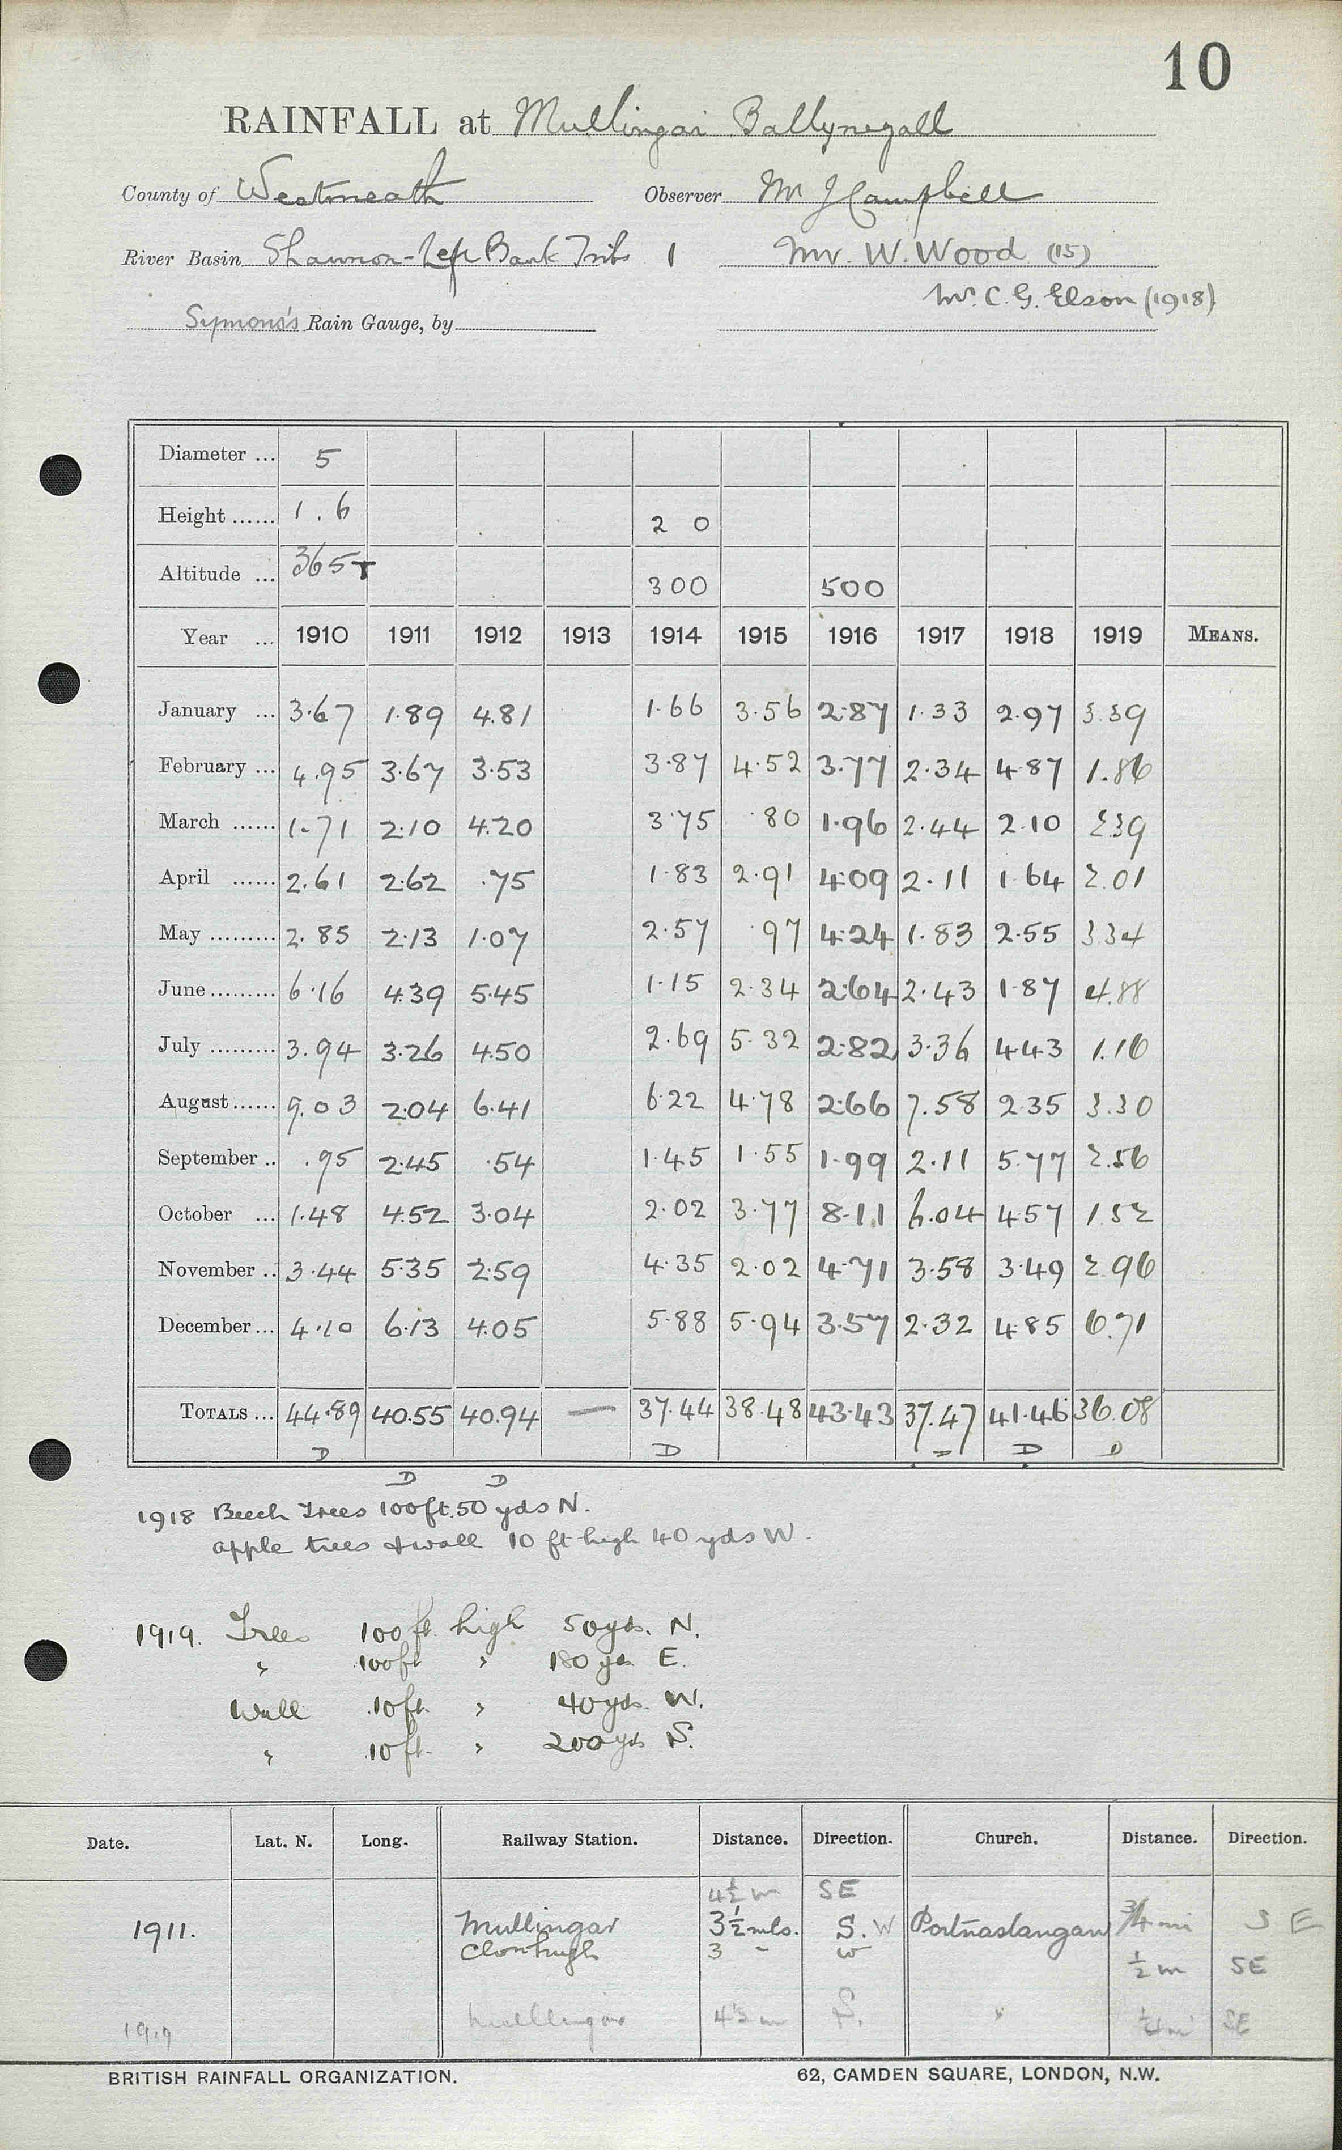 10
RAINFALL at Mullingar Ballynegall
County of Westmeath Observer Mr J Campbell
River Basin Shannon-Left Bank Tribs 1 Mr. W. Wood (15)
Mr. C. G. Elson (1918)
Symons's Rain Gauge, by
Diameter ... 5
Height ...... 1.6 2 0
Altitude ... 365T 300 500
Year ... 1910 1911 1912 1913 1914 1915 1916 1917 1918 1919 MEANS.
January ... 3.67 1.89 4.81 1.66 3.56 2.87 1.33 2.97 3.39
February ... 4.95 3.67 3.53 3.87 4.52 3.77 2.34 4.87 1.86
March ...... 1.71 2.10 4.20 3.75 .80 1.96 2.44 2.10 2.39
April ...... 2.61 2.62 .75 1.83 2.91 4.09 2.11 1.64 2.01
May ......... 2.85 2.13 1.07 2.57 .97 4.24 1.83 2.55 3.34
June ......... 6.16 4.39 5.45 1.15 2.34 2.64 2.43 1.87 4.88
July ......... 3.94 3.26 4.50 2.69 5.32 2.82 3.36 4.43 1.16
August ...... 9.03 2.04 6.41 6.22 4.78 2.66 7.58 2.35 3.30
September .. .95 2.45 .54 1.45 1.55 1.99 2.11 5.77 2.56
October ... 1.48 4.52 3.04 2.02 3.77 8.11 6.04 4.57 1.52
November .. 3.44 5.35 2.59 4.35 2.02 4.71 3.58 3.49 2.96
December ... 4.10 6.13 4.05 5.88 5.94 3.57 2.32 4.85 6.71
TOTALS ... 44.89 40.55 40.94 — 37.44 38.48 43.43 37.47 41.46 36.08
D D D D D
D D
1918 Beech Trees 100ft. 50 yds N.
apple trees & wall 10 ft high 40 yds W.
1919. Trees 100 ft. high 50 yds. N.
" 100 ft " 180 yds E.
Wall 10 ft. " 40 yds. W.
" 10 ft. " 200 yds S.
Date. Lat. N. Long. Railway Station. Distance. Direction. Church. Distance. Direction.
4½ m SE
1911. Mullingar 3½ mls. S. W Portnaslangan ¾ mi S E
Clonhugh 3 " W
½ m SE
1919 Mullingar 4½ m S. " ¼ m SE
BRITISH RAINFALL ORGANIZATION. 62, CAMDEN SQUARE, LONDON, N.W.